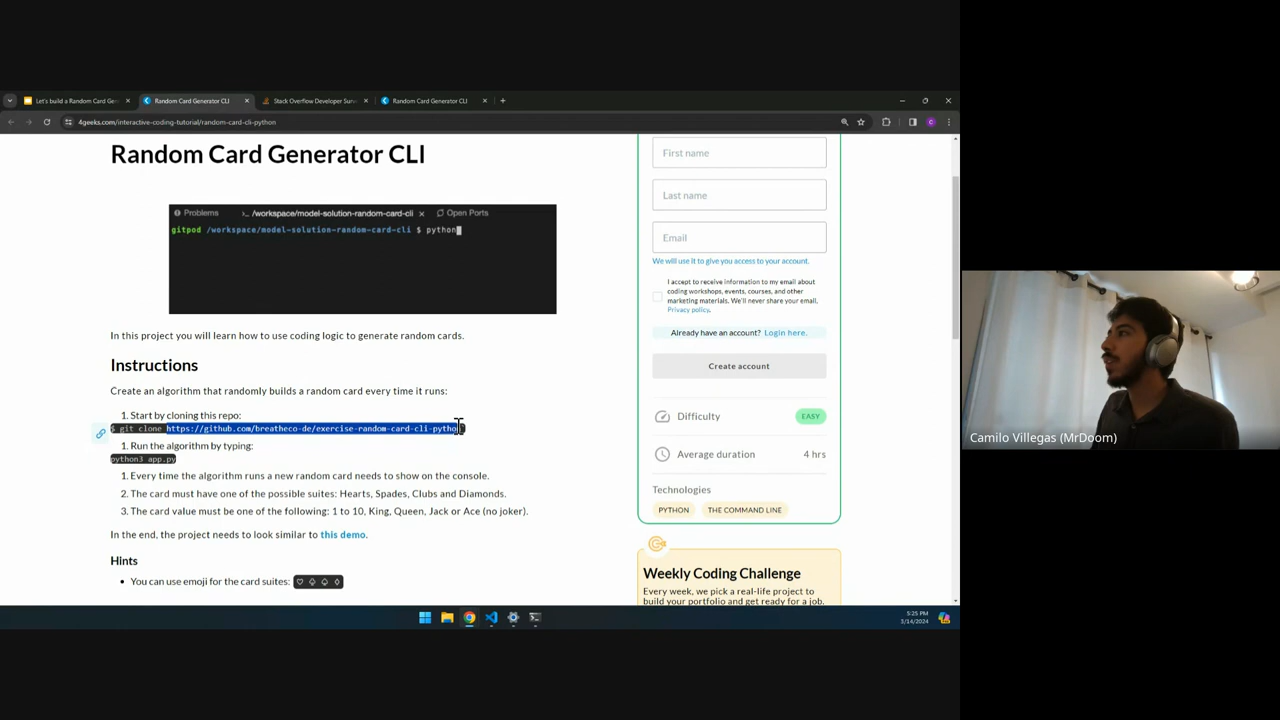 Let's build a Random Card Gen
Random Card Generator CLI
Stack Overflow Developer Surv
Random Card Generator CLI
4geeks.com/interactive-coding-tutorial/random-card-cli-python
Random Card Generator CLI
Problems
/workspace/model-solution-random-card-cli
Open Ports
gitpod /workspace/model-solution-random-card-cli $ python
In this project you will learn how to use coding logic to generate random cards.
Instructions
Create an algorithm that randomly builds a random card every time it runs:
1. Start by cloning this repo:
$ git clone https://github.com/breatheco-de/exercise-random-card-cli-pytho
1. Run the algorithm by typing:
python3 app.py
1. Every time the algorithm runs a new random card needs to show on the console.
2. The card must have one of the possible suites: Hearts, Spades, Clubs and Diamonds.
3. The card value must be one of the following: 1 to 10, King, Queen, Jack or Ace (no joker).
In the end, the project needs to look similar to this demo.
Hints
• You can use emoji for the card suites:
First name
Last name
Email
We will use it to give you access to your account.
I accept to receive information to my email about
coding workshops, events, courses, and other
marketing materials. We'll never share your email,
Privacy policy.
Already have an account? Login here.
Create account
Difficulty
EASY
Average duration
4 hrs
Technologies
PYTHON
THE COMMAND LINE
Weekly Coding Challenge
Every week, we pick a real-life project to
build your portfolio and get ready for a job.
5:25 PM
3/14/2024
Camilo Villegas (MrDoom)